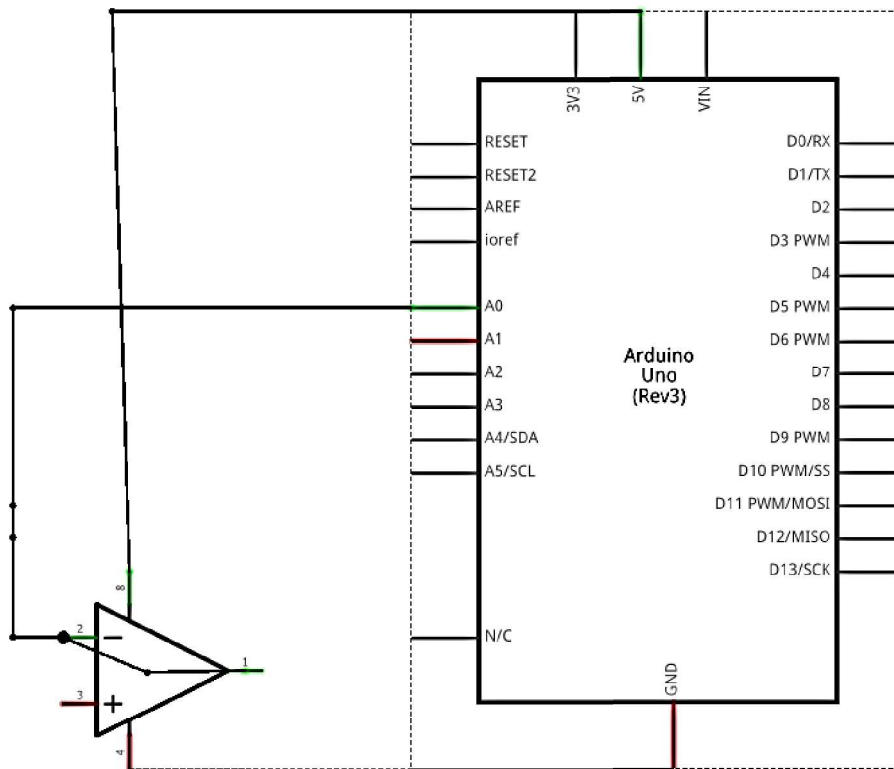 3V3
5V
VIN
RESET
D0/RX
RESET2
D1/TX
AREF
D2
ioref
D3 PWM
D4
A0
D5 PWM
A1
D6 PWM
Arduino
Uno
(Rev3)
A2
D7
A3
D8
A4/SDA
D9 PWM
A5/SCL
D10 PWM/SS
D11 PWM/MOSI
D12/MISO
D13/SCK
8
2
−
N/C
1
3
+
GND
4